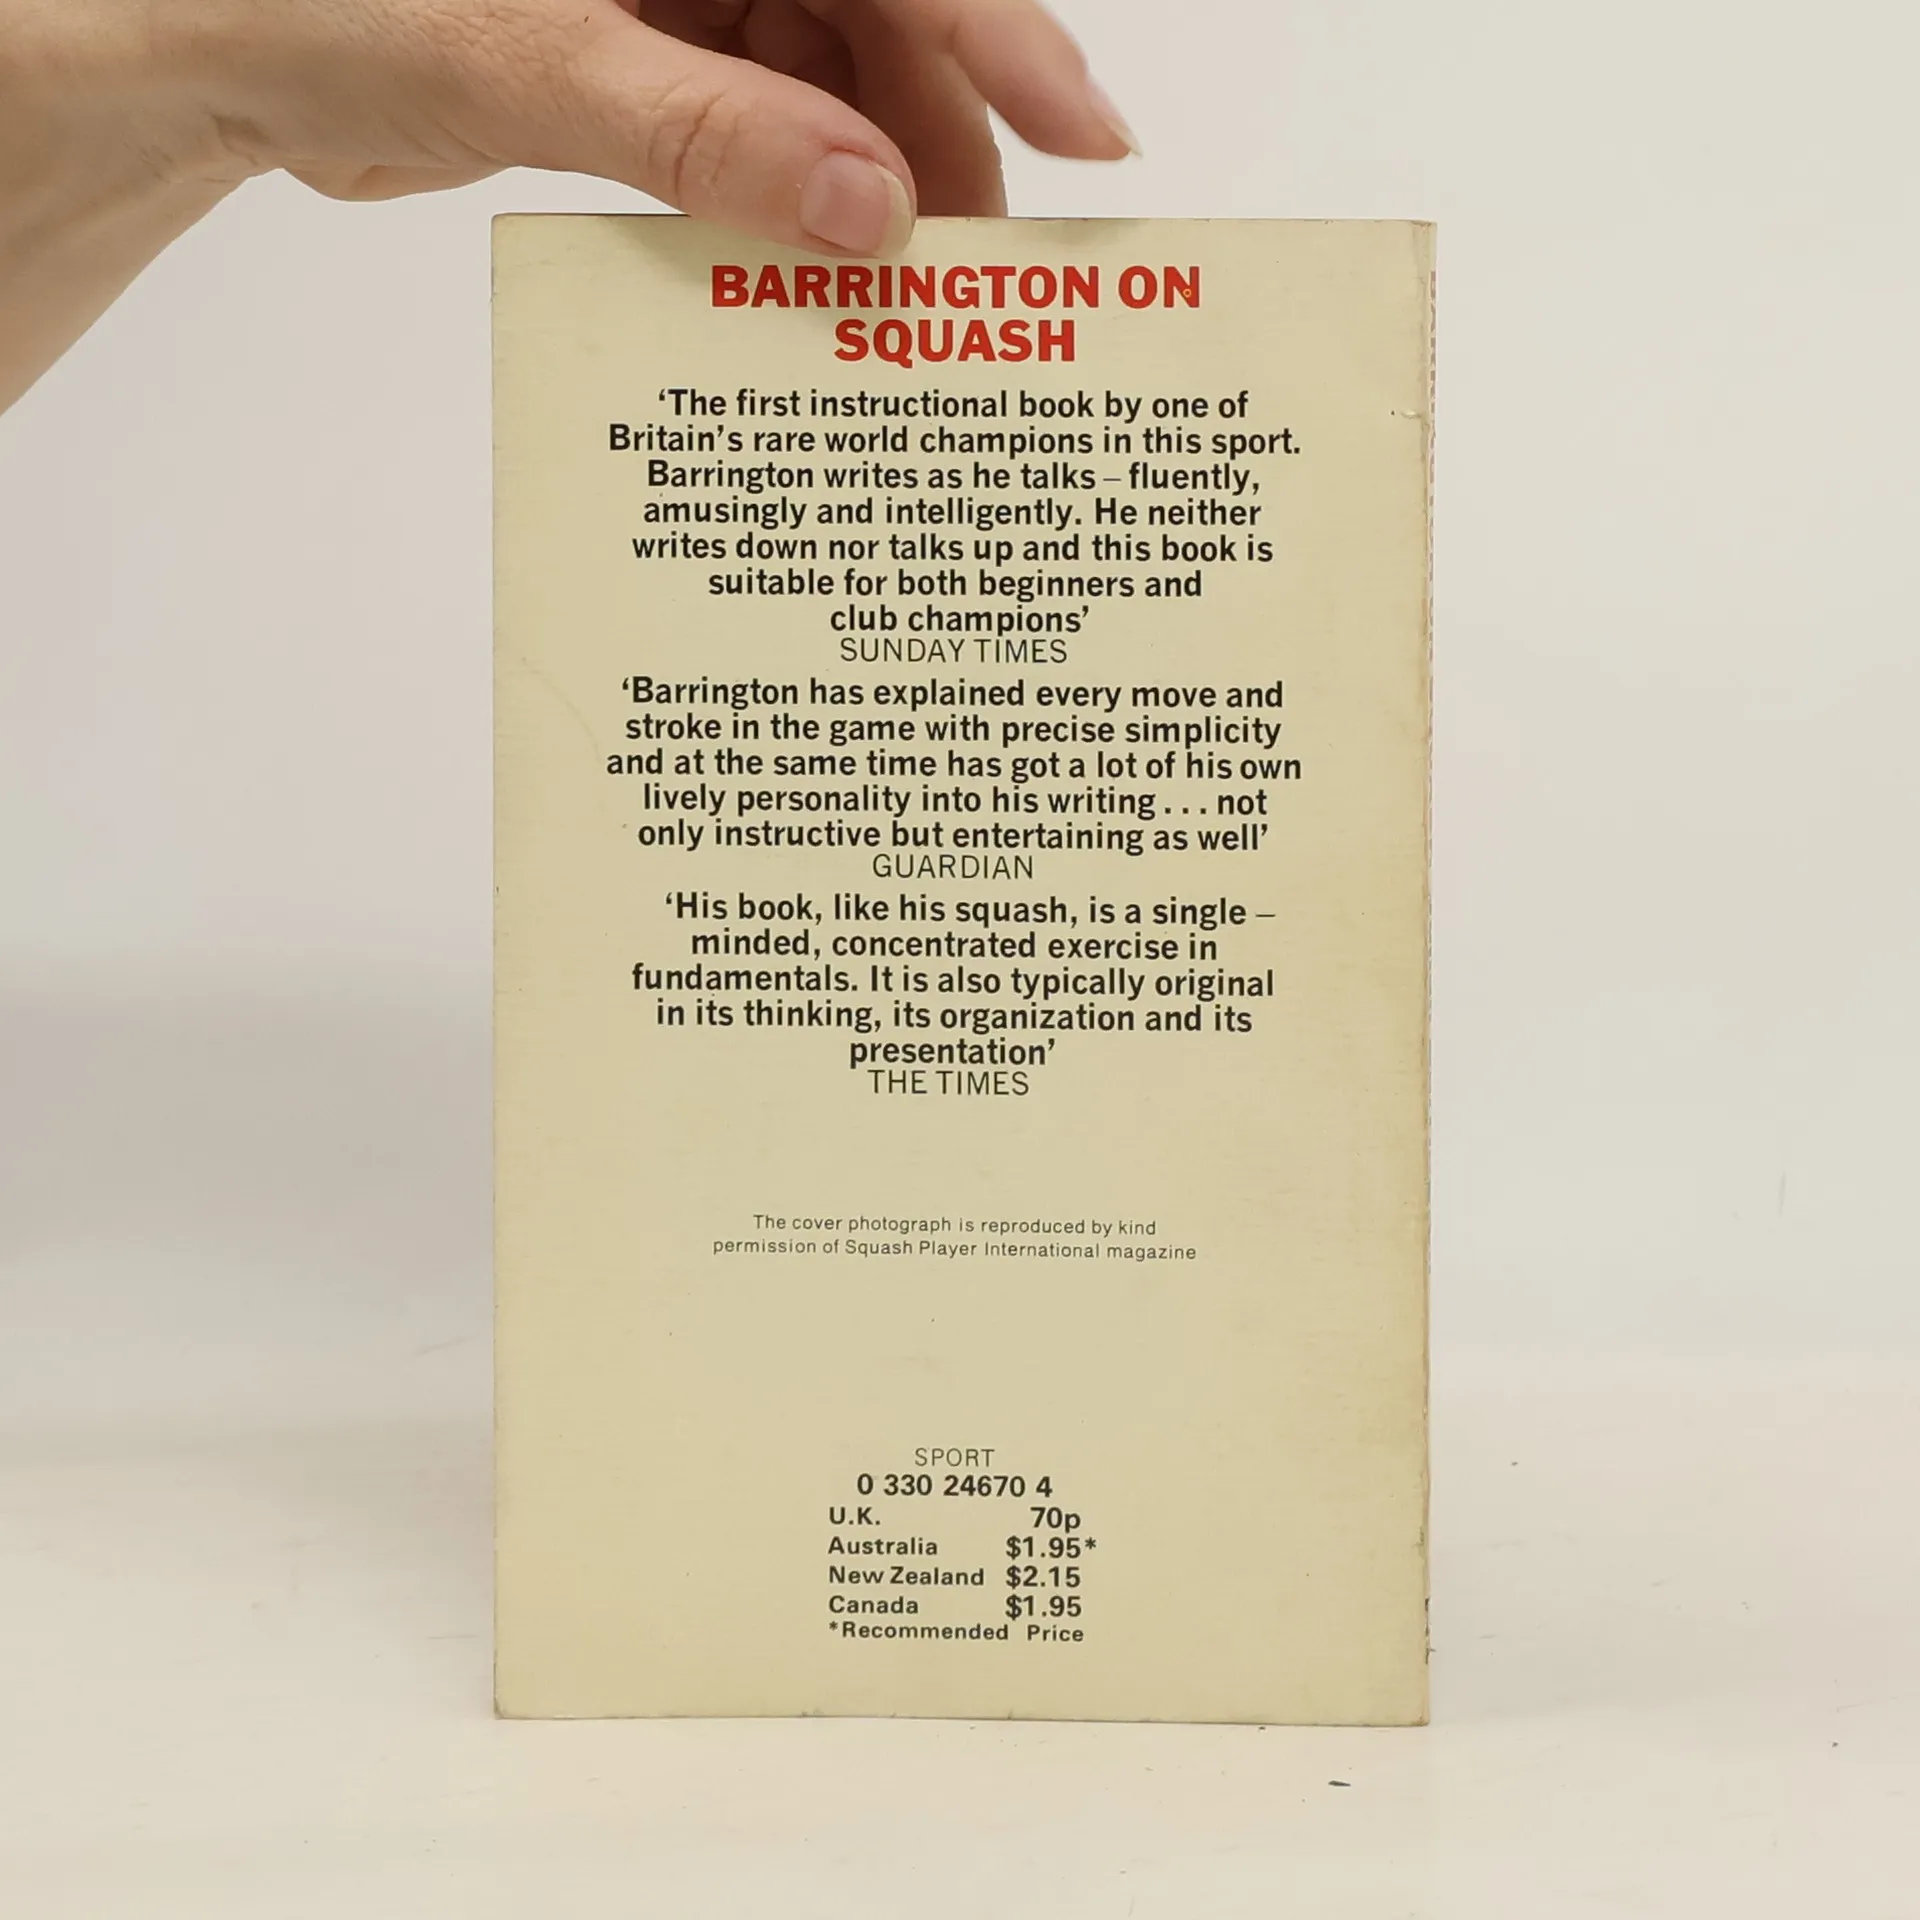 BARRINGTON ON
SQUASH
‘The first instructional book by one of
Britain’s rare world champions in this sport.
Barrington writes as he talks – fluently,
amusingly and intelligently. He neither
writes down nor talks up and this book is
suitable for both beginners and
club champions’
SUNDAY TIMES
‘Barrington has explained every move and
stroke in the game with precise simplicity
and at the same time has got a lot of his own
lively personality into his writing . . . not
only instructive but entertaining as well’
GUARDIAN
‘His book, like his squash, is a single –
minded, concentrated exercise in
fundamentals. It is also typically original
in its thinking, its organization and its
presentation’
THE TIMES
The cover photograph is reproduced by kind
permission of Squash Player International magazine
SPORT
0 330 24670 4
U.K. 70p
Australia $1.95*
New Zealand $2.15
Canada $1.95
*Recommended Price